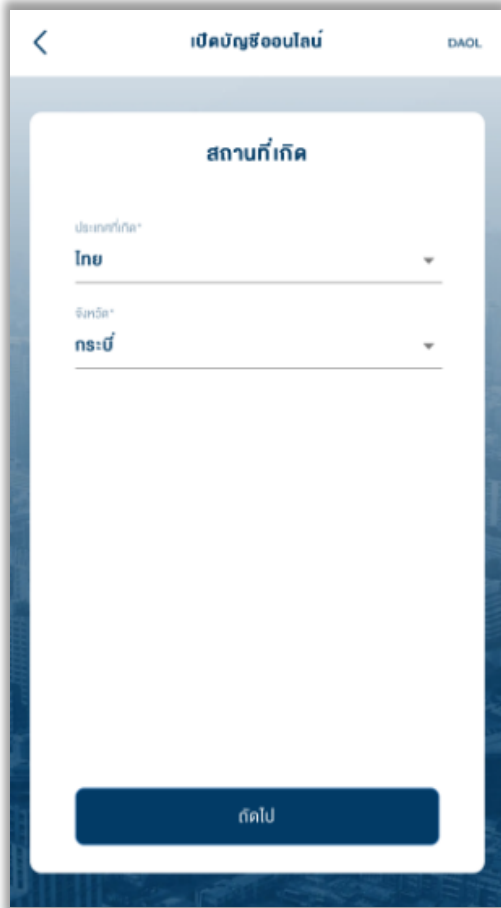 เปิดบัญชีออนไลน์
DAOL
สถานที่เกิด
ประเทศที่เกิด*
ไทย
จังหวัด*
กระบี่
ถัดไป